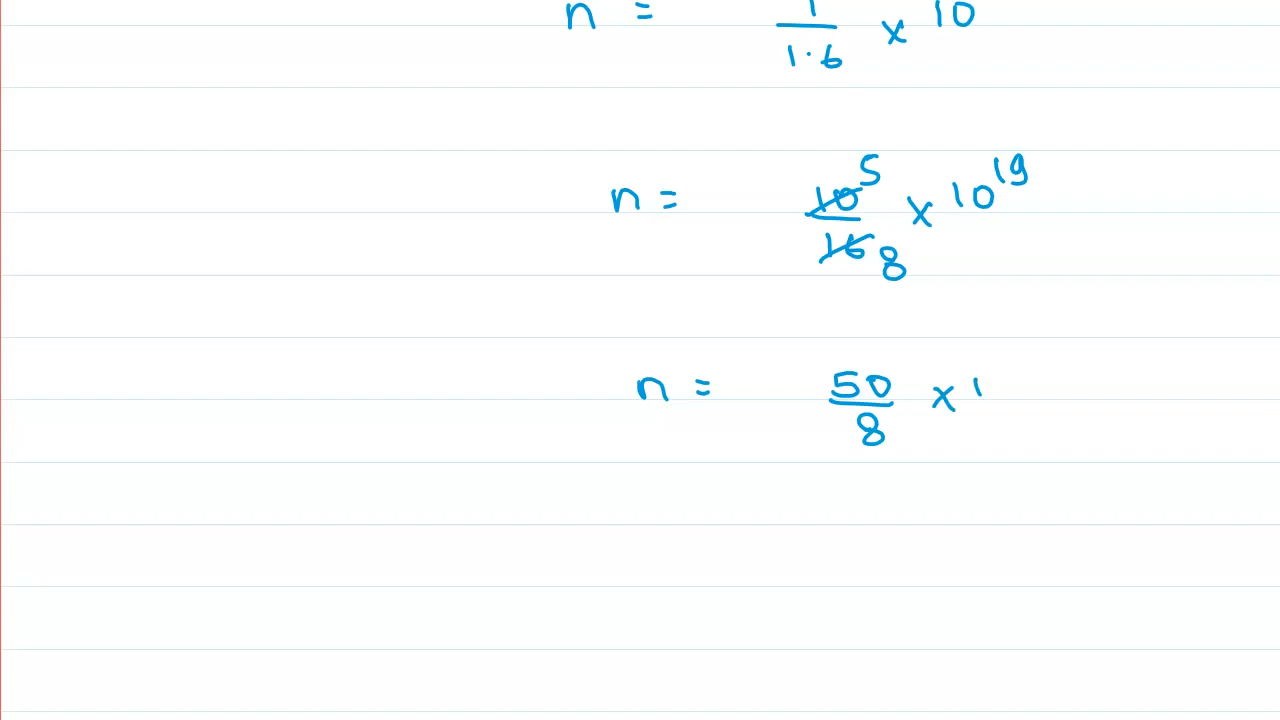 n = 1/1.6 × 10
n = 10 5/16 8 × 10^19
n = 50/8 × 1